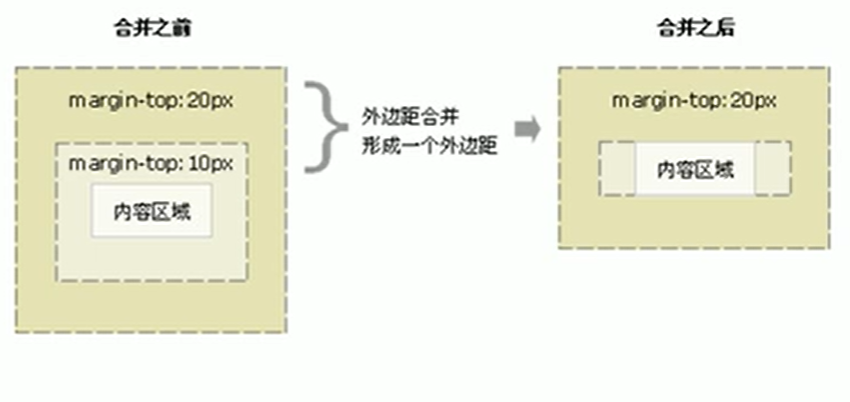 合并之前
合并之后
margin-top: 20px
margin-top: 10px
内容区域
外边距合并
形成一个外边距
margin-top: 20px
内容区域